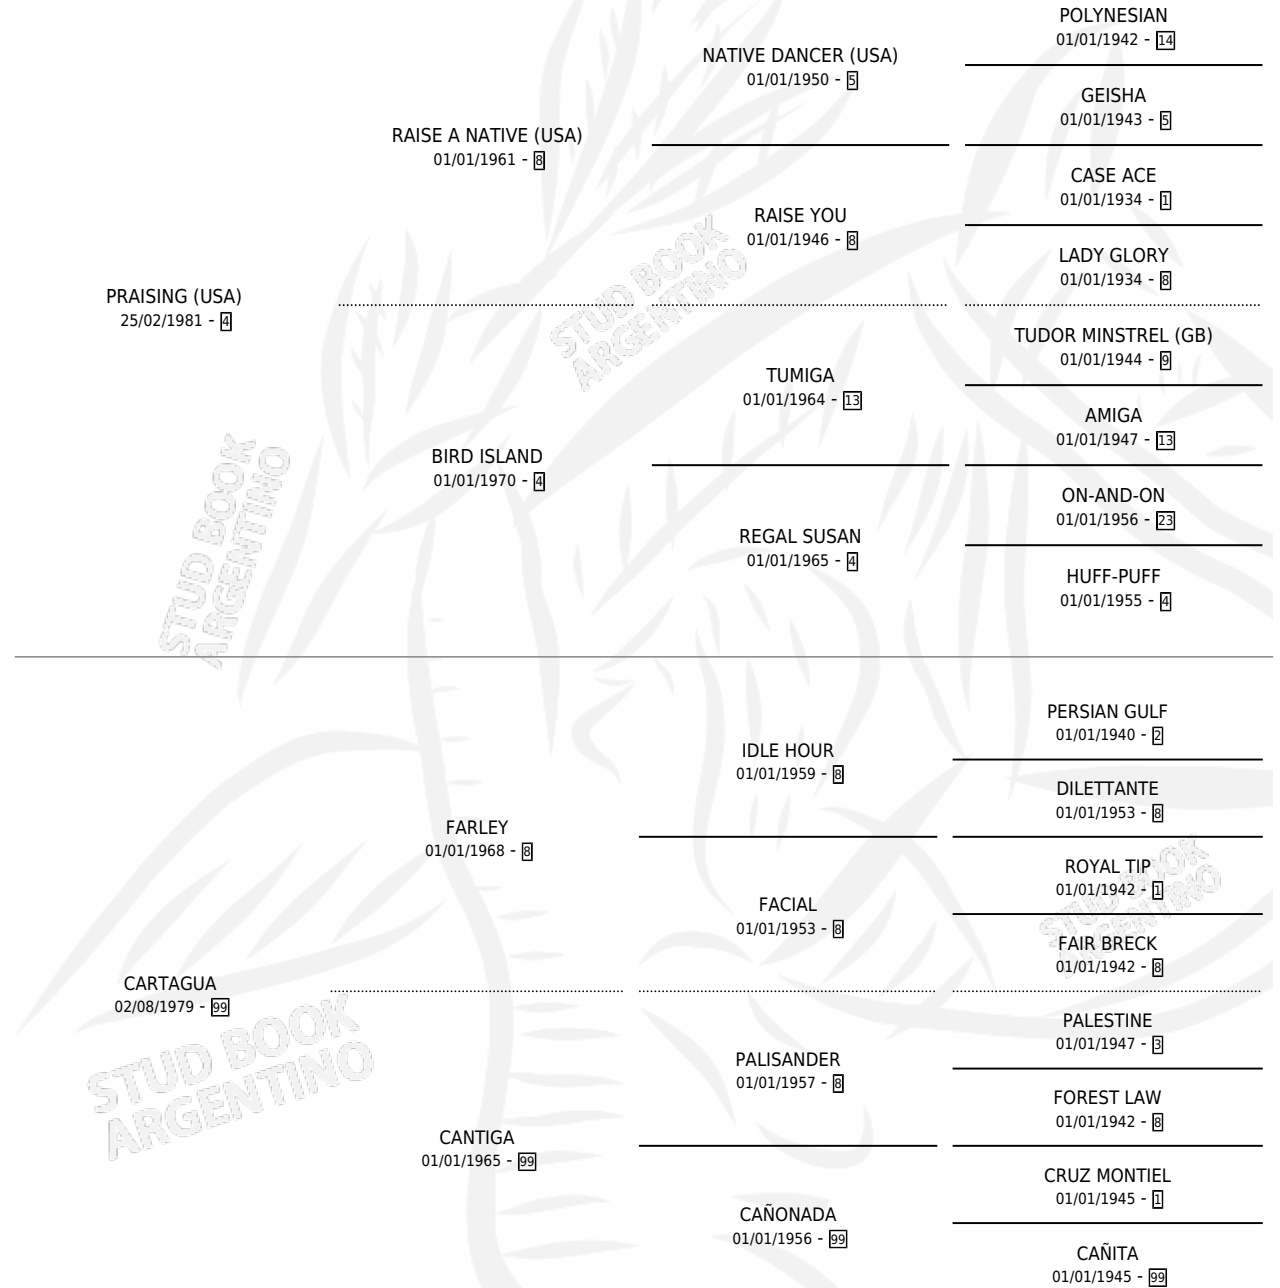 POLYNESIAN
01/01/1942 - 14
NATIVE DANCER (USA)
01/01/1950 - 5
GEISHA
01/01/1943 - 5
RAISE A NATIVE (USA)
01/01/1961 - 8
CASE ACE
01/01/1934 - 1
RAISE YOU
01/01/1946 - 8
LADY GLORY
01/01/1934 - 8
PRAISING (USA)
25/02/1981 - 4
TUDOR MINSTREL (GB)
01/01/1944 - 9
TUMIGA
01/01/1964 - 13
AMIGA
01/01/1947 - 13
BIRD ISLAND
01/01/1970 - 4
ON-AND-ON
01/01/1956 - 23
REGAL SUSAN
01/01/1965 - 4
HUFF-PUFF
01/01/1955 - 4
PERSIAN GULF
01/01/1940 - 2
IDLE HOUR
01/01/1959 - 8
DILETTANTE
01/01/1953 - 8
FARLEY
01/01/1968 - 8
ROYAL TIP
01/01/1942 - 1
FACIAL
01/01/1953 - 8
FAIR BRECK
01/01/1942 - 8
CARTAGUA
02/08/1979 - 99
PALESTINE
01/01/1947 - 3
PALISANDER
01/01/1957 - 8
FOREST LAW
01/01/1942 - 8
CANTIGA
01/01/1965 - 99
CRUZ MONTIEL
01/01/1945 - 1
CAÑONADA
01/01/1956 - 99
CAÑITA
01/01/1945 - 99
STUD BOOK
ARGENTINO
STUD BOOK
ARGENTINO
STUD BOOK
ARGENTINO
STUD BOOK
ARGENTINO